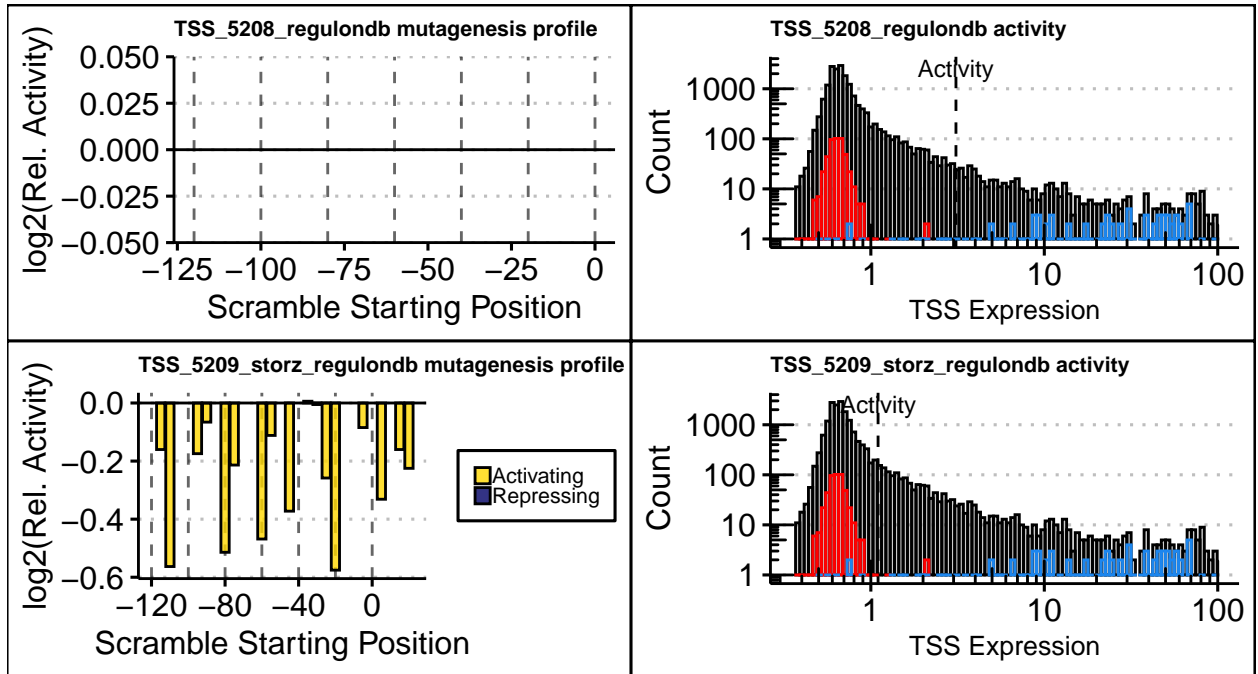 TSS_5208_regulondb mutagenesis profile
log2(Rel. Activity)
0.050
0.025
0.000
−0.025
−0.050
−125 −100 −75 −50 −25 0
Scramble Starting Position
TSS_5208_regulondb activity
Activity
Count
1000
100
10
1
1 10 100
TSS Expression
TSS_5209_storz_regulondb mutagenesis profile
log2(Rel. Activity)
0.0
−0.2
−0.4
−0.6
−120 −80 −40 0
Scramble Starting Position
Activating
Repressing
TSS_5209_storz_regulondb activity
Activity
Count
1000
100
10
1
1 10 100
TSS Expression